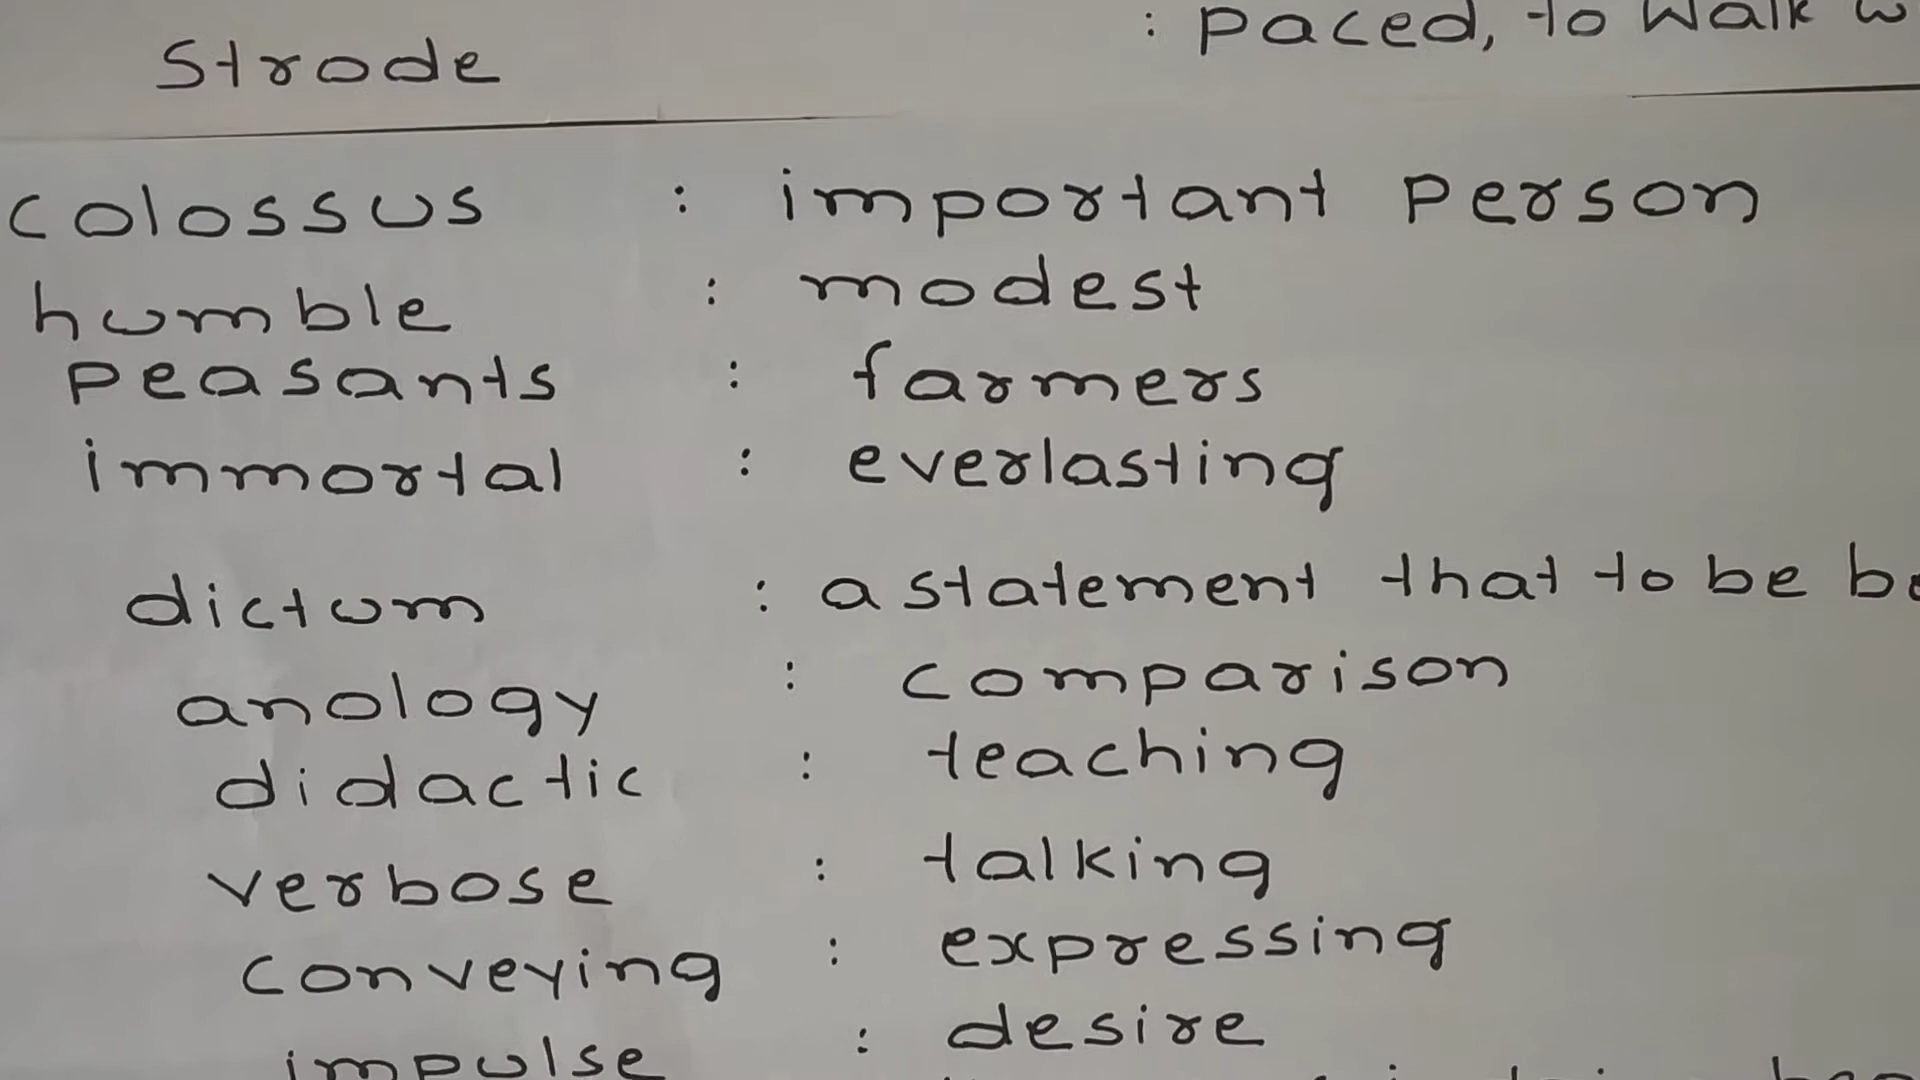 Strode : paced, to walk
colossus : important person
humble : modest
peasants : farmers
immortal : everlasting
dictum : a statement that to be
anology : comparison
didactic : teaching
verbose : talking
conveying : expressing
impulse : desire